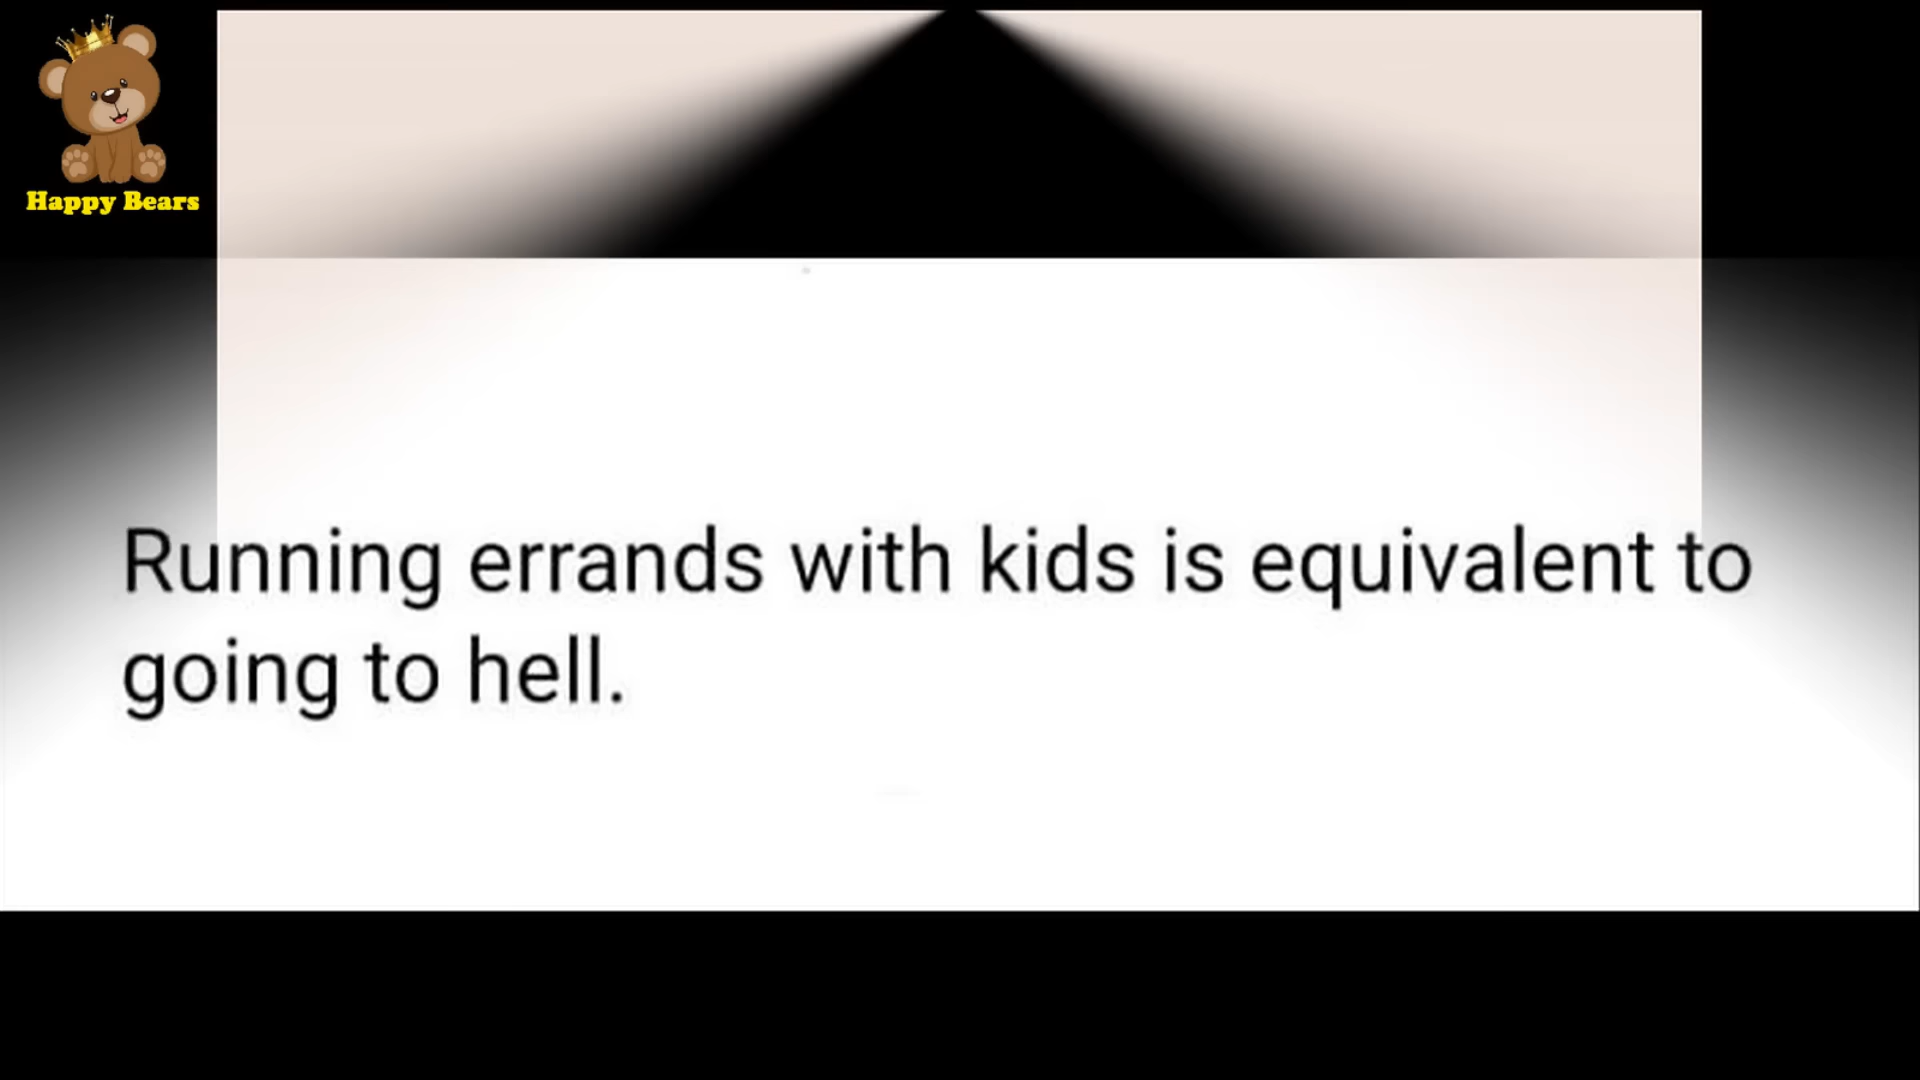 Happy Bears
Running errands with kids is equivalent to
going to hell.